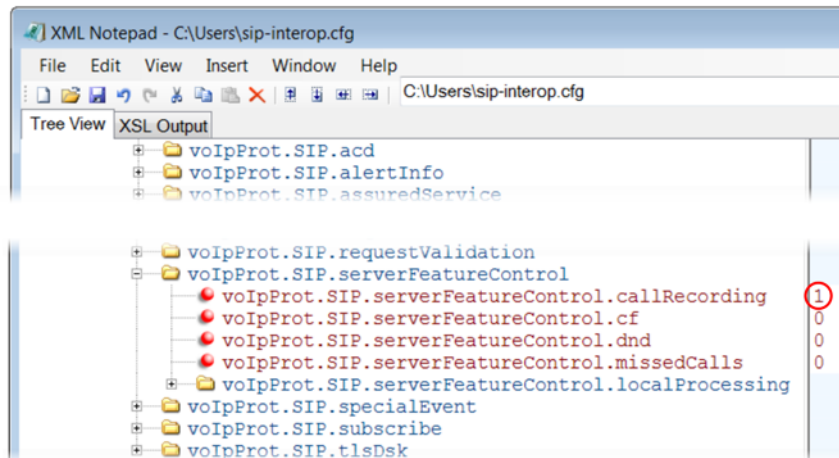 XML Notepad - C:\Users\sip-interop.cfg
File Edit View Insert Window Help
C:\Users\sip-interop.cfg
Tree View XSL Output
voIpProt.SIP.acd
voIpProt.SIP.alertInfo
voIpProt.SIP.assuredService
voIpProt.SIP.requestValidation
voIpProt.SIP.serverFeatureControl
voIpProt.SIP.serverFeatureControl.callRecording 1
voIpProt.SIP.serverFeatureControl.cf 0
voIpProt.SIP.serverFeatureControl.dnd 0
voIpProt.SIP.serverFeatureControl.missedCalls 0
voIpProt.SIP.serverFeatureControl.localProcessing
voIpProt.SIP.specialEvent
voIpProt.SIP.subscribe
voIpProt.SIP.tlsDsk